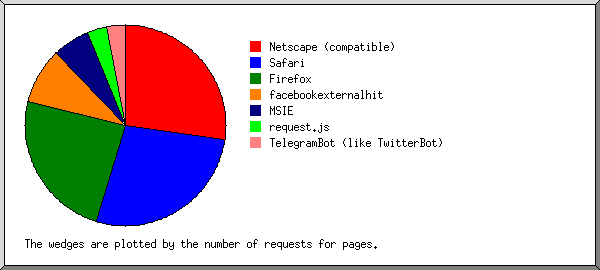 Netscape (compatible)
Safari
Firefox
facebookexternalhit
MSIE
request.js
TelegramBot (like TwitterBot)
The wedges are plotted by the number of requests for pages.